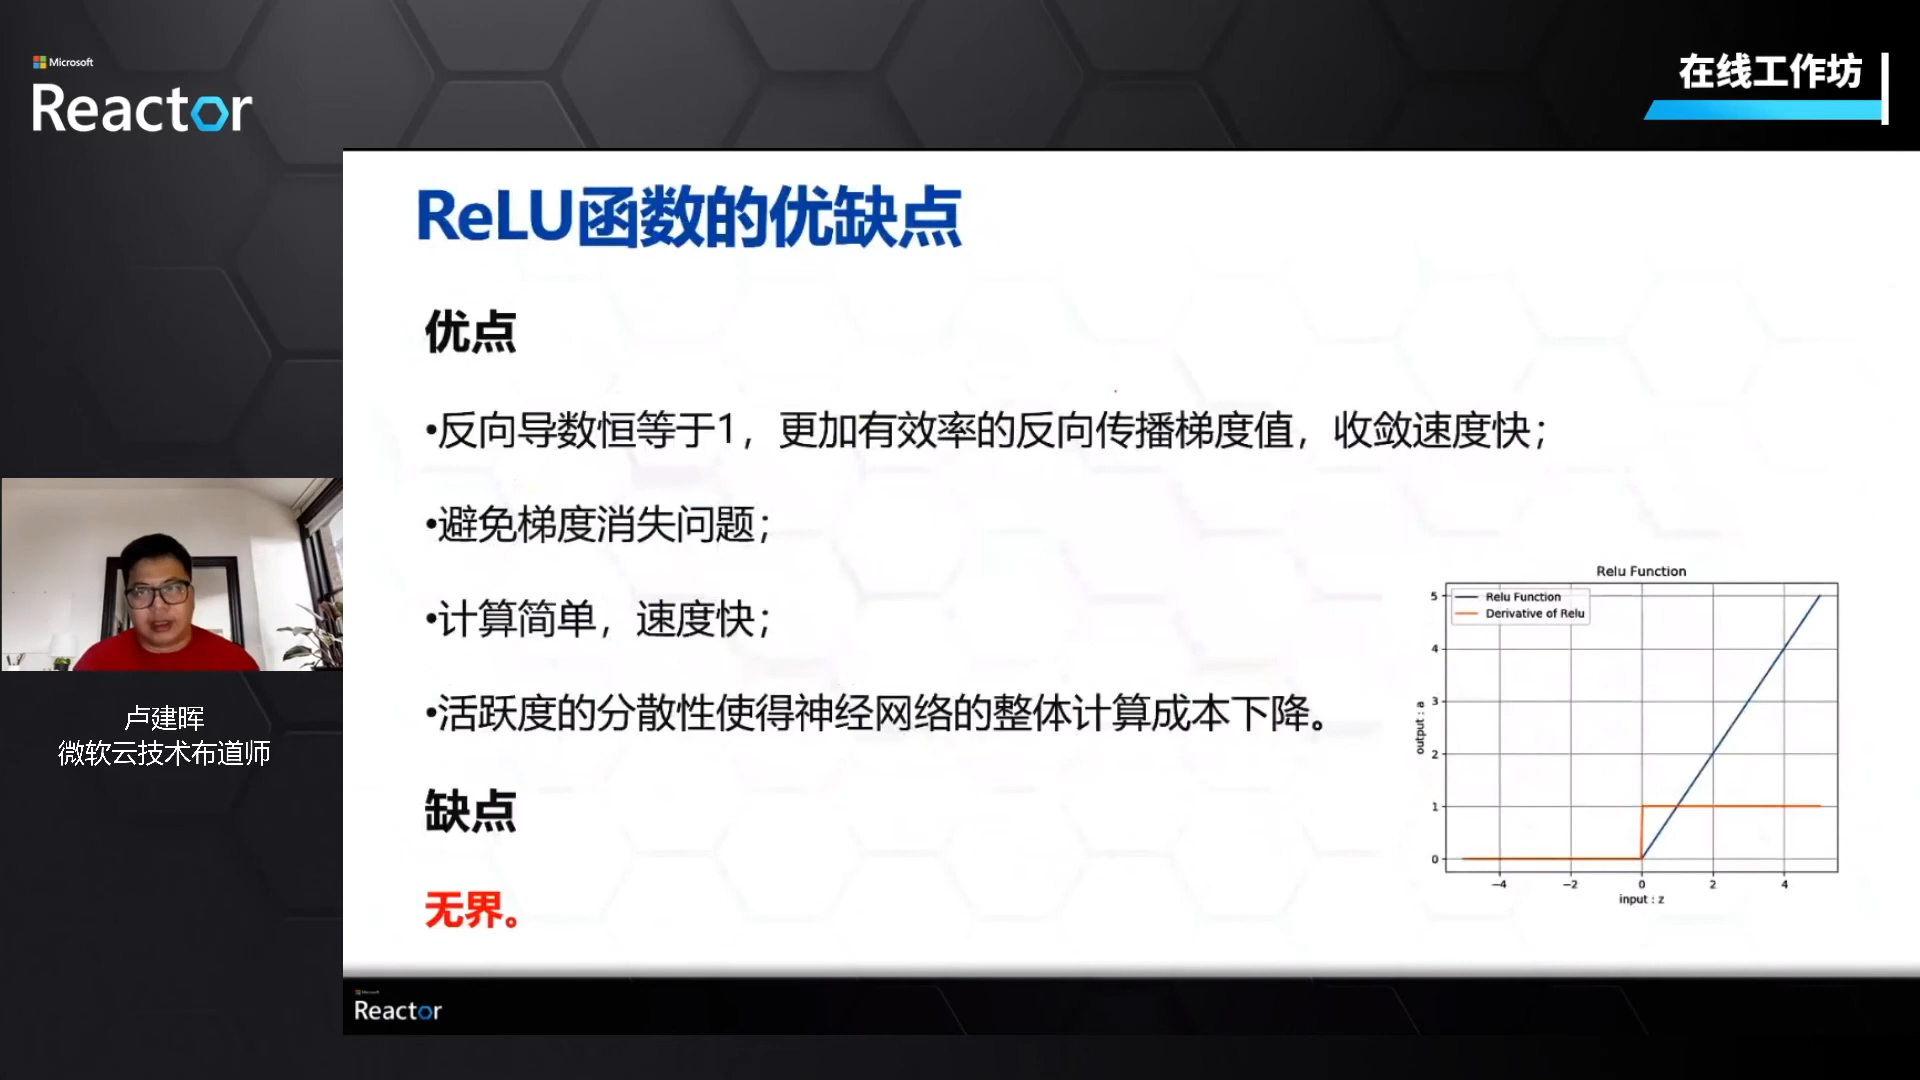 Microsoft
Reactor
在线工作坊
ReLU函数的优缺点
优点
•反向导数恒等于1，更加有效率的反向传播梯度值，收敛速度快；
•避免梯度消失问题；
•计算简单，速度快；
•活跃度的分散性使得神经网络的整体计算成本下降。
缺点
无界。
Relu Function
Relu Function
Derivative of Relu
5
4
3
2
1
0
output : a
−4 −2 0 2 4
input : z
卢建晖
微软云技术布道师
Microsoft
Reactor